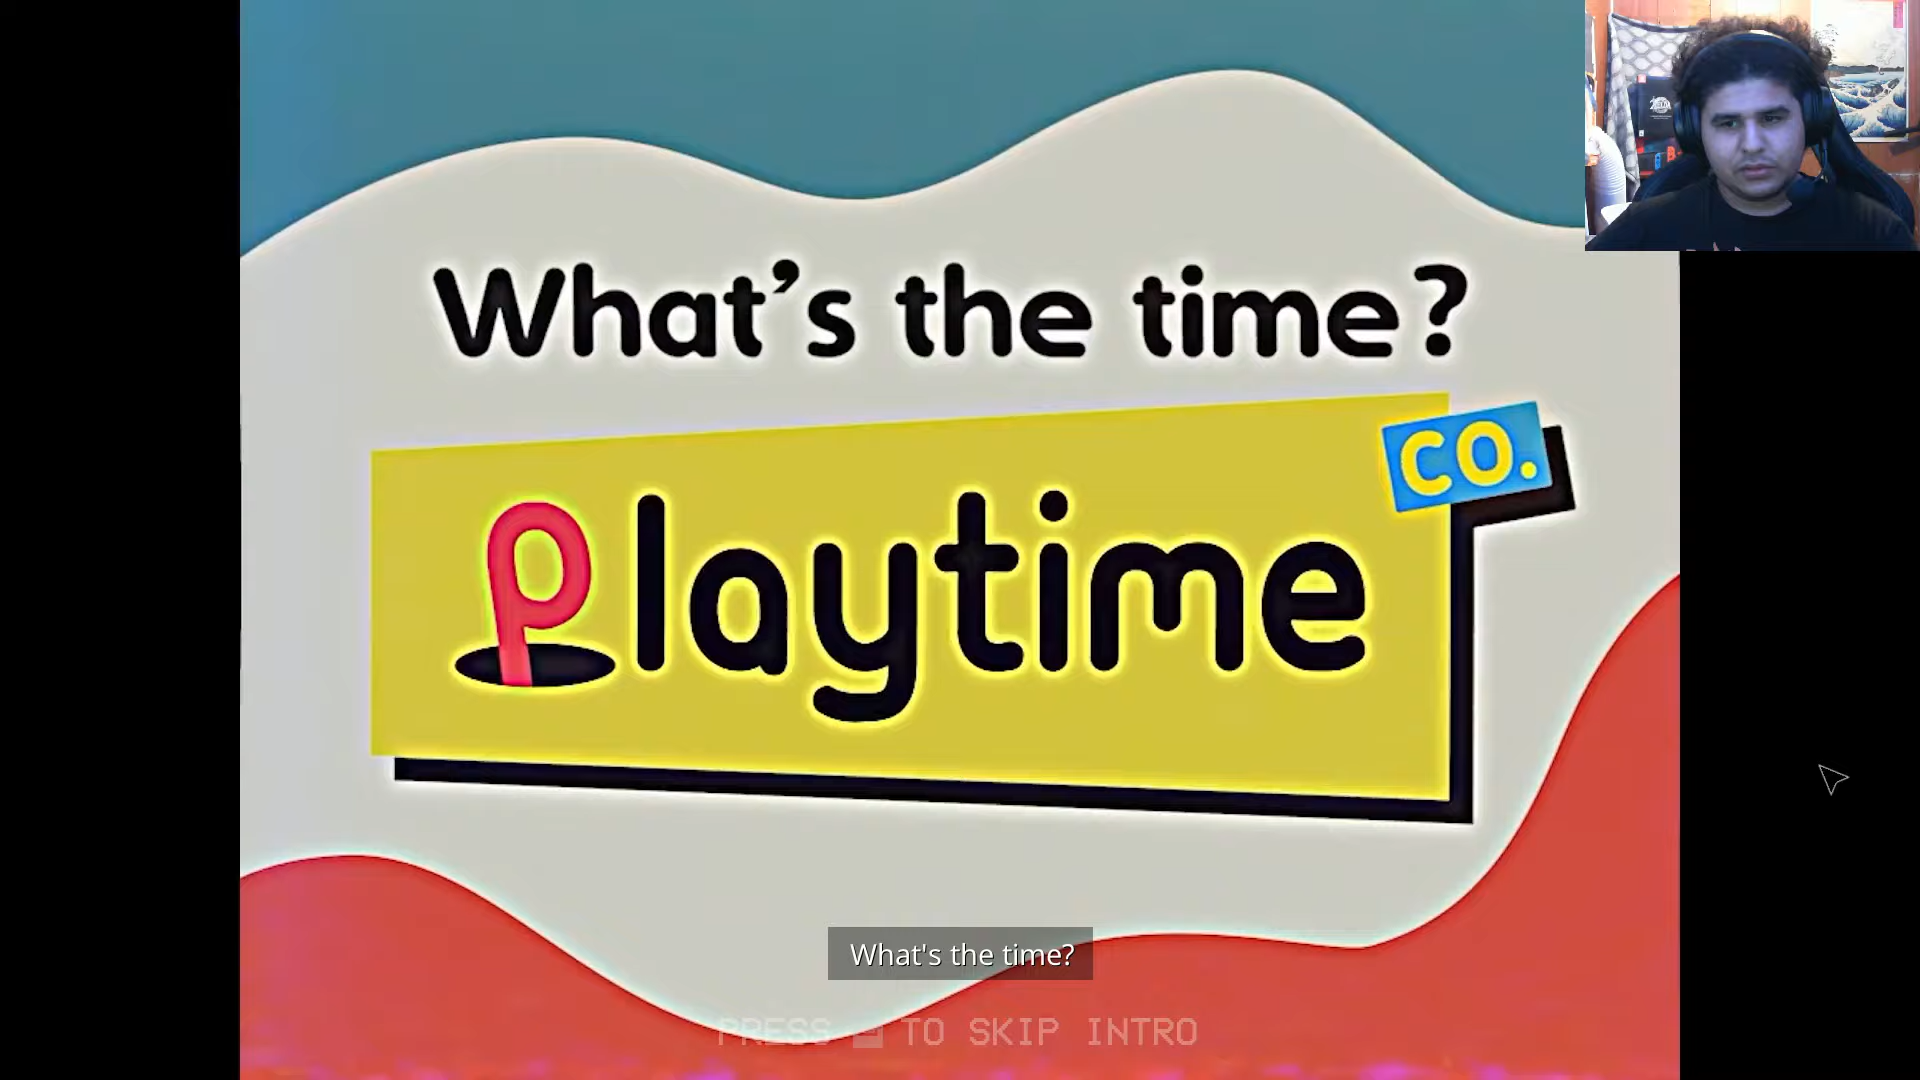 What's the time?
co.
Playtime
What's the time?
PRESS TO SKIP INTRO